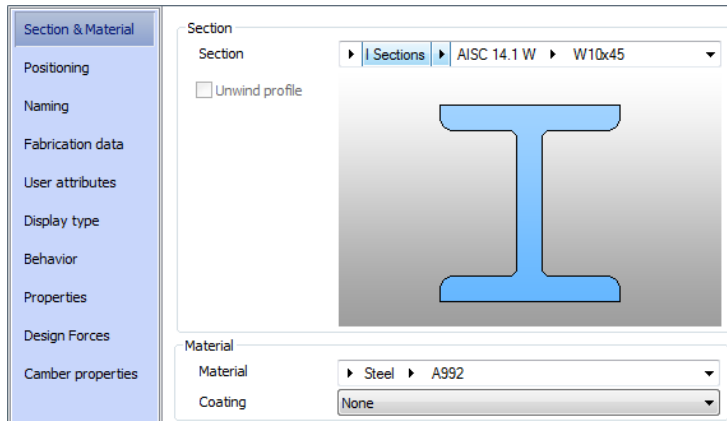 Section & Material
Positioning
Naming
Fabrication data
User attributes
Display type
Behavior
Properties
Design Forces
Camber properties
Section
Section I Sections AISC 14.1 W W10x45
Unwind profile
Material
Material Steel A992
Coating None